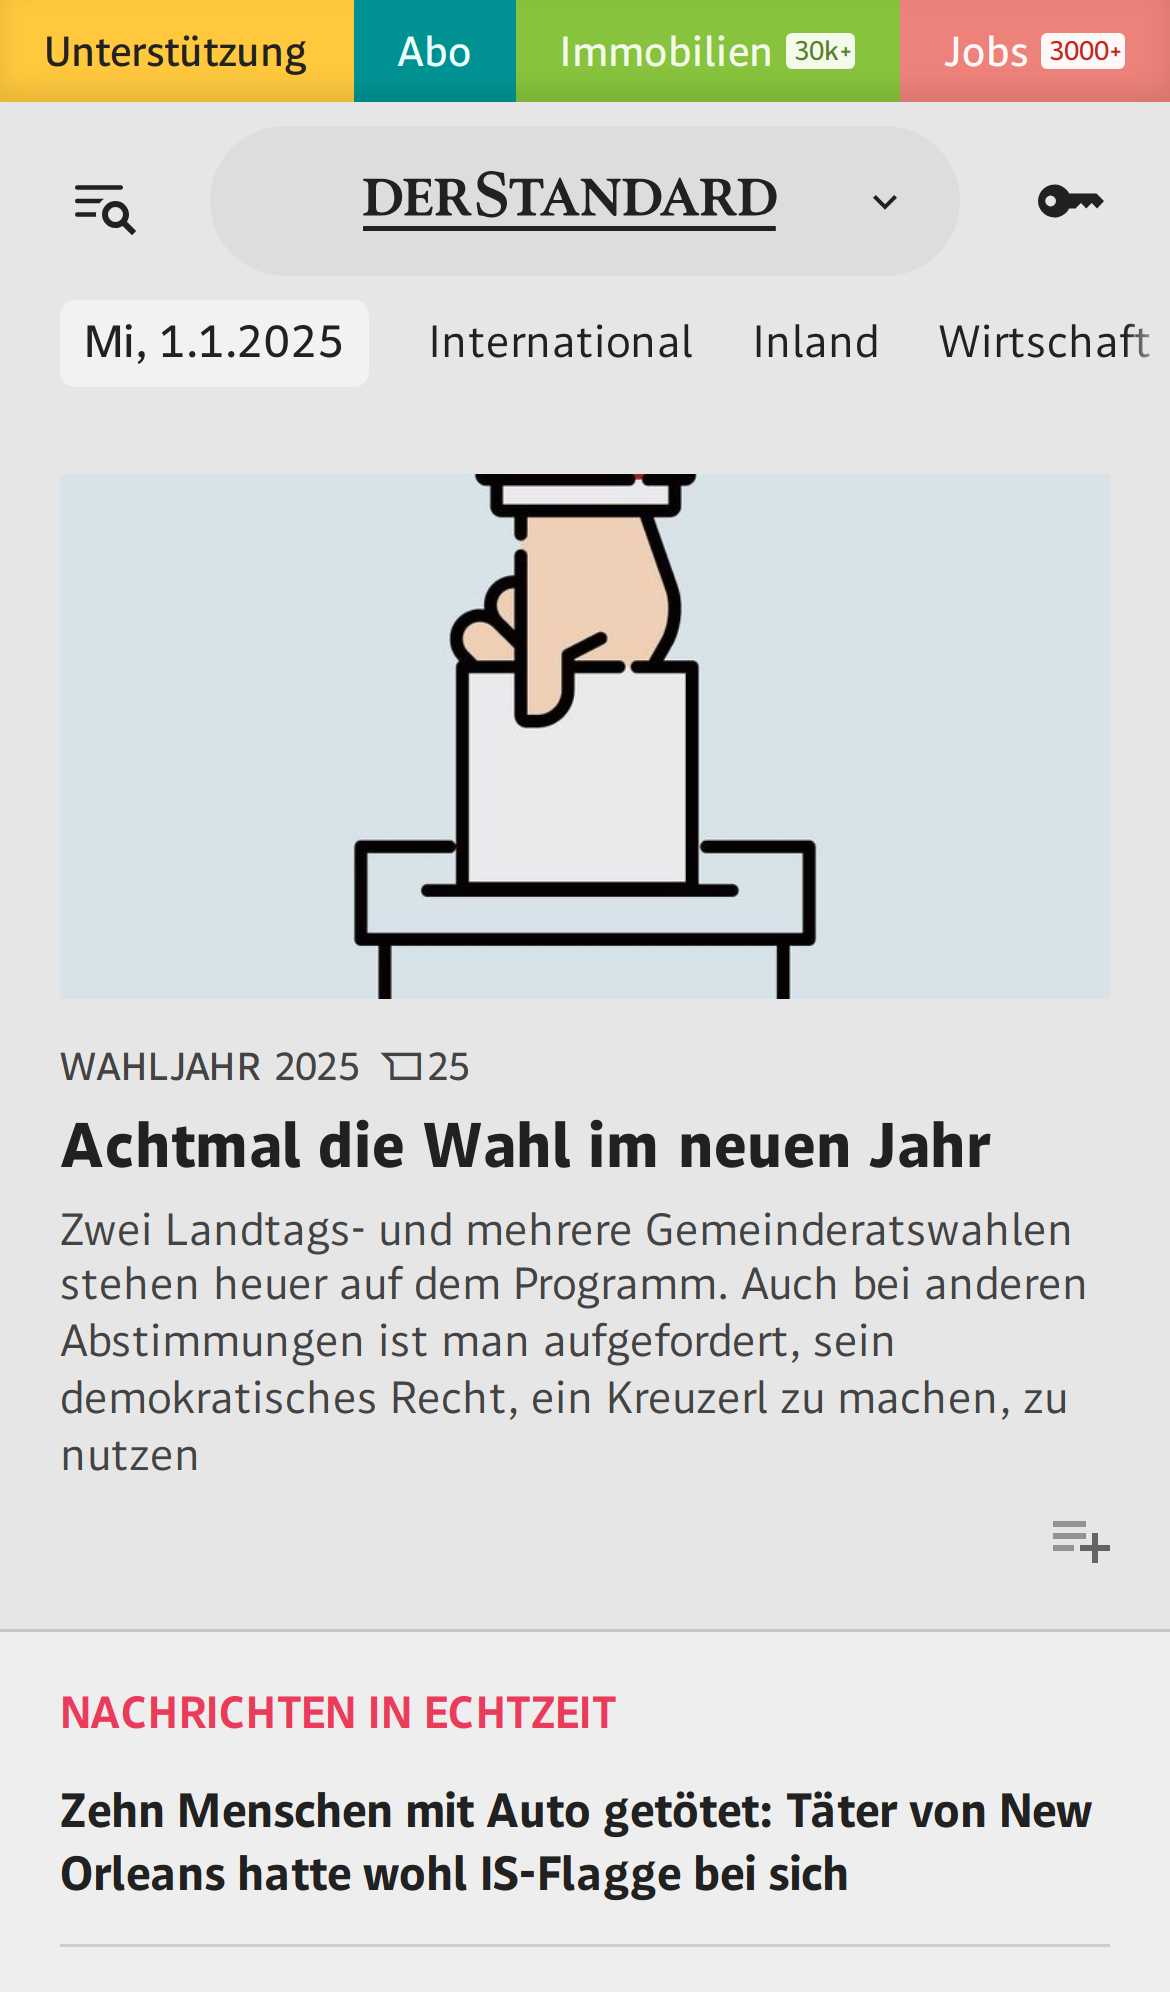 Unterstützung Abo Immobilien 30k+ Jobs 3000+
DERSTANDARD
Mi, 1.1.2025 International Inland Wirtschaft
WAHLJAHR 2025 25
Achtmal die Wahl im neuen Jahr
Zwei Landtags- und mehrere Gemeinderatswahlen
stehen heuer auf dem Programm. Auch bei anderen
Abstimmungen ist man aufgefordert, sein
demokratisches Recht, ein Kreuzerl zu machen, zu
nutzen
NACHRICHTEN IN ECHTZEIT
Zehn Menschen mit Auto getötet: Täter von New
Orleans hatte wohl IS-Flagge bei sich